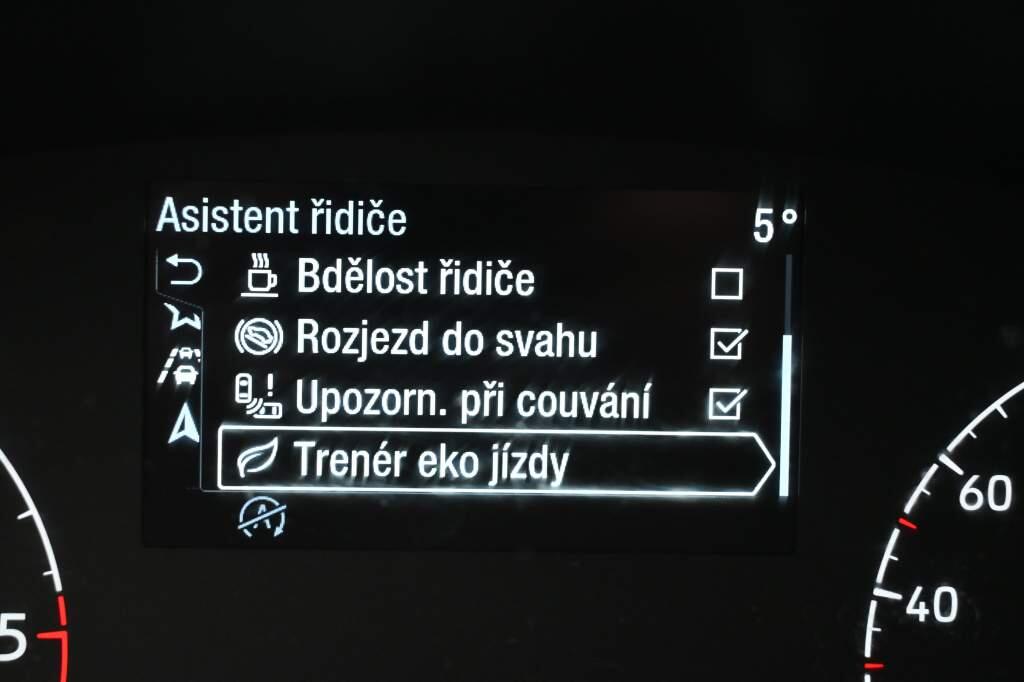 Asistent řidiče 5°
Bdělost řidiče
Rozjezd do svahu
Upozorn. při couvání
Trenér eko jízdy
A
60
40
5